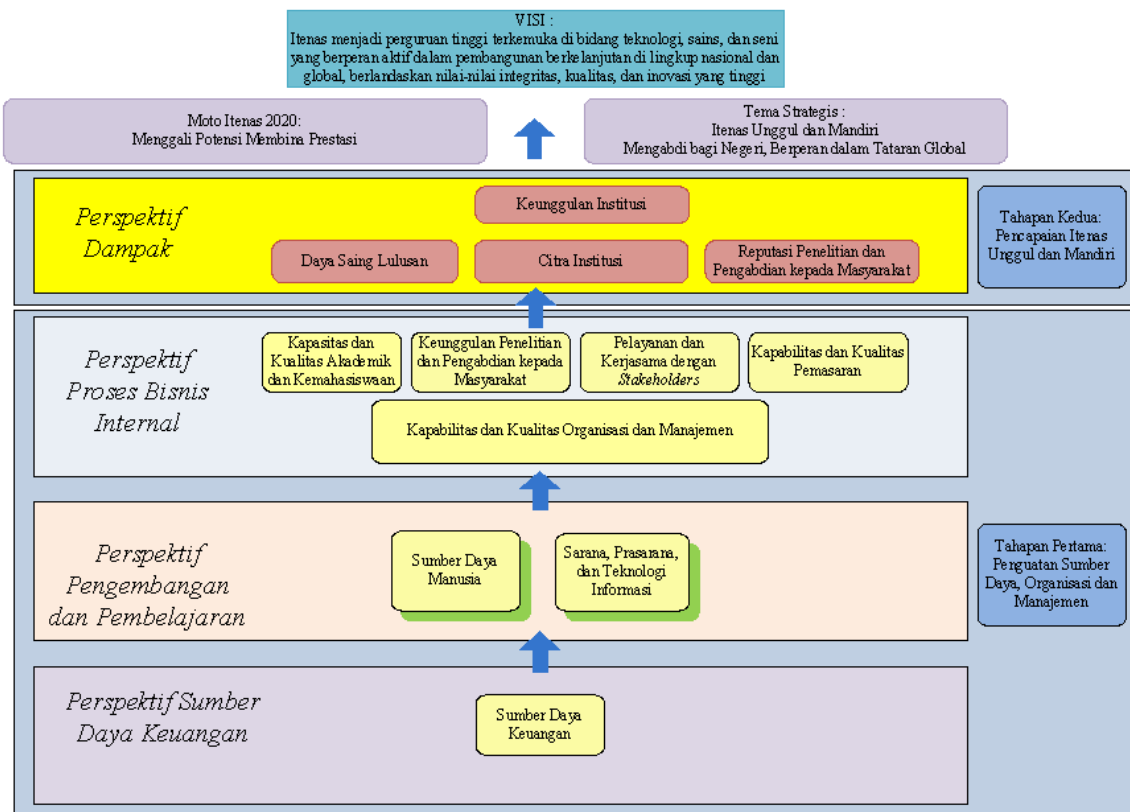 VISI :
Itenas menjadi perguruan tinggi terkemuka di bidang teknologi, sains, dan seni
yang berperan aktif dalam pembangunan berkelanjutan di lingkup nasional dan
global, berlandaskan nilai-nilai integritas, kualitas, dan inovasi yang tinggi
Moto Itenas 2020:
Menggali Potensi Membina Prestasi
Tema Strategis :
Itenas Unggul dan Mandiri
Mengabdi bagi Negeri, Berperan dalam Tataran Global
Perspektif
Dampak
Keunggulan Institusi
Daya Saing Lulusan
Citra Institusi
Reputasi Penelitian dan
Pengabdian kepada Masyarakat
Tahapan Kedua:
Pencapaian Itenas
Unggul dan Mandiri
Perspektif
Proses Bisnis
Internal
Kapasitas dan
Kualitas Akademik
dan Kemahasiswaan
Keunggulan Penelitian
dan Pengabdian kepada
Masyarakat
Pelayanan dan
Kerjasama dengan
Stakeholders
Kapabilitas dan Kualitas
Pemasaran
Kapabilitas dan Kualitas Organisasi dan Manajemen
Perspektif
Pengembangan
dan Pembelajaran
Sumber Daya
Manusia
Sarana, Prasarana,
dan Teknologi
Informasi
Tahapan Pertama:
Penguatan Sumber
Daya, Organisasi dan
Manajemen
Perspektif Sumber
Daya Keuangan
Sumber Daya
Keuangan